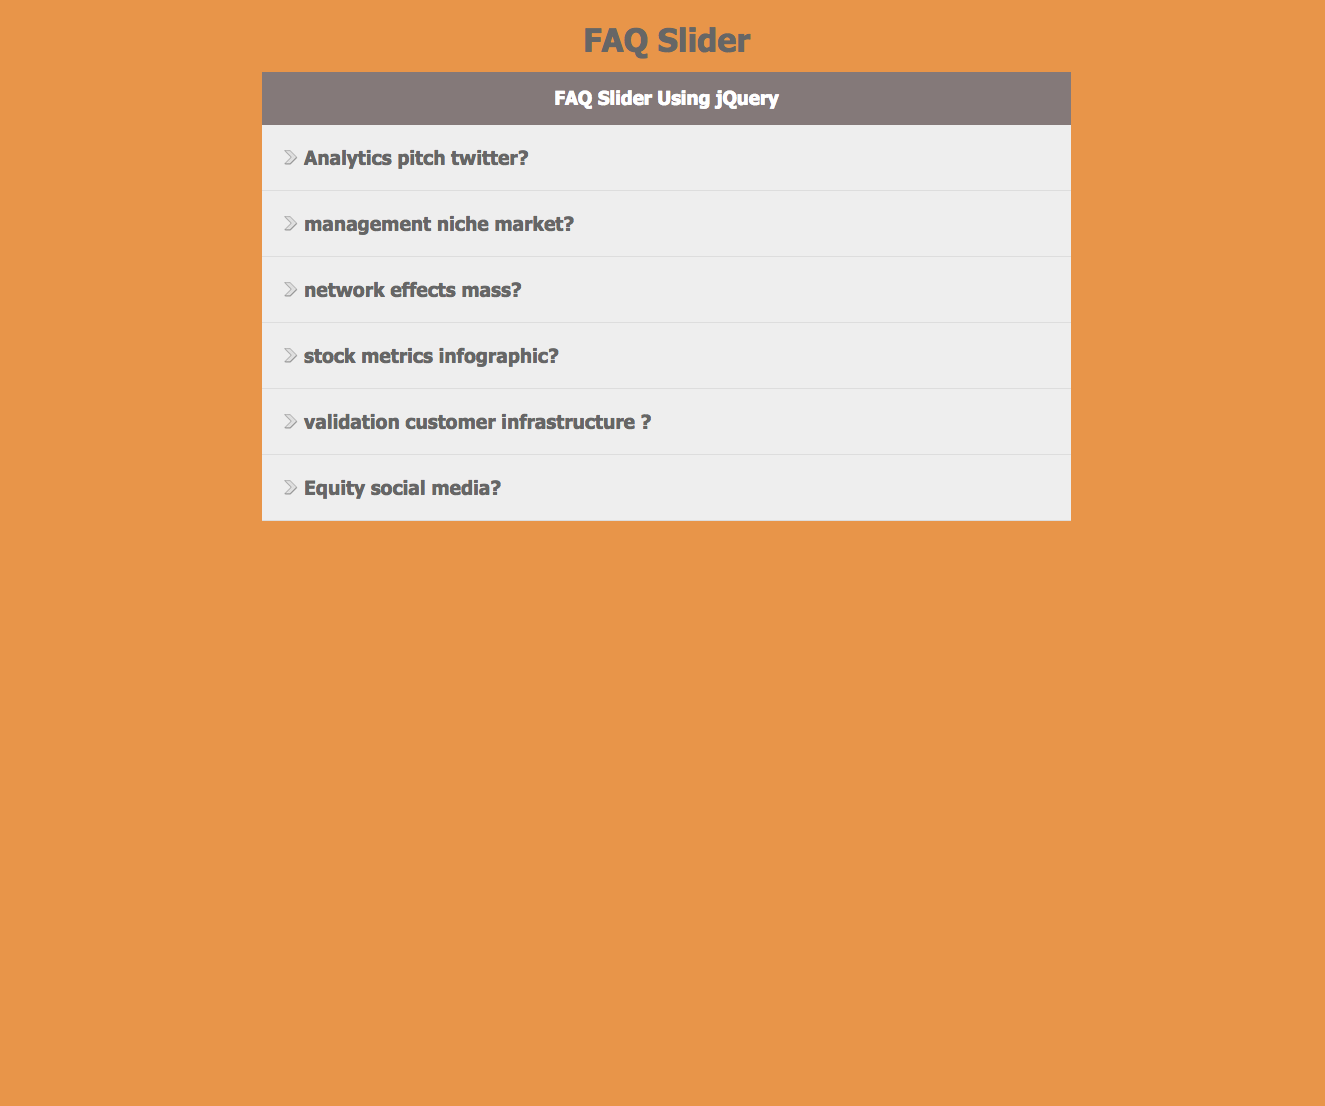 FAQ Slider
FAQ Slider Using jQuery
Analytics pitch twitter?
management niche market?
network effects mass?
stock metrics infographic?
validation customer infrastructure ?
Equity social media?